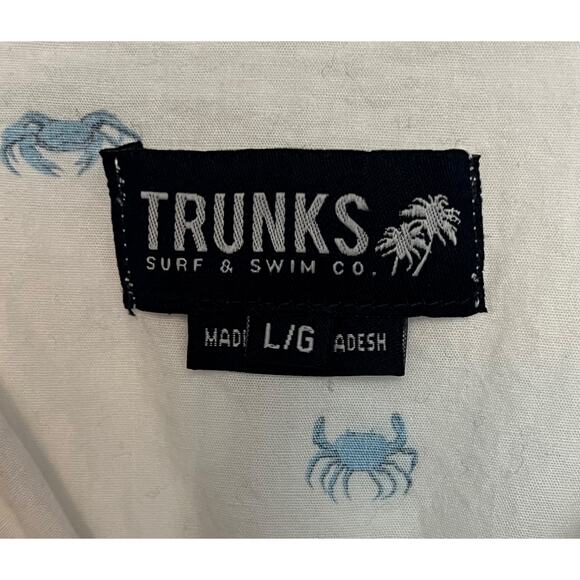 TRUNKS
SURF & SWIM CO.
MAD L/G ADESH